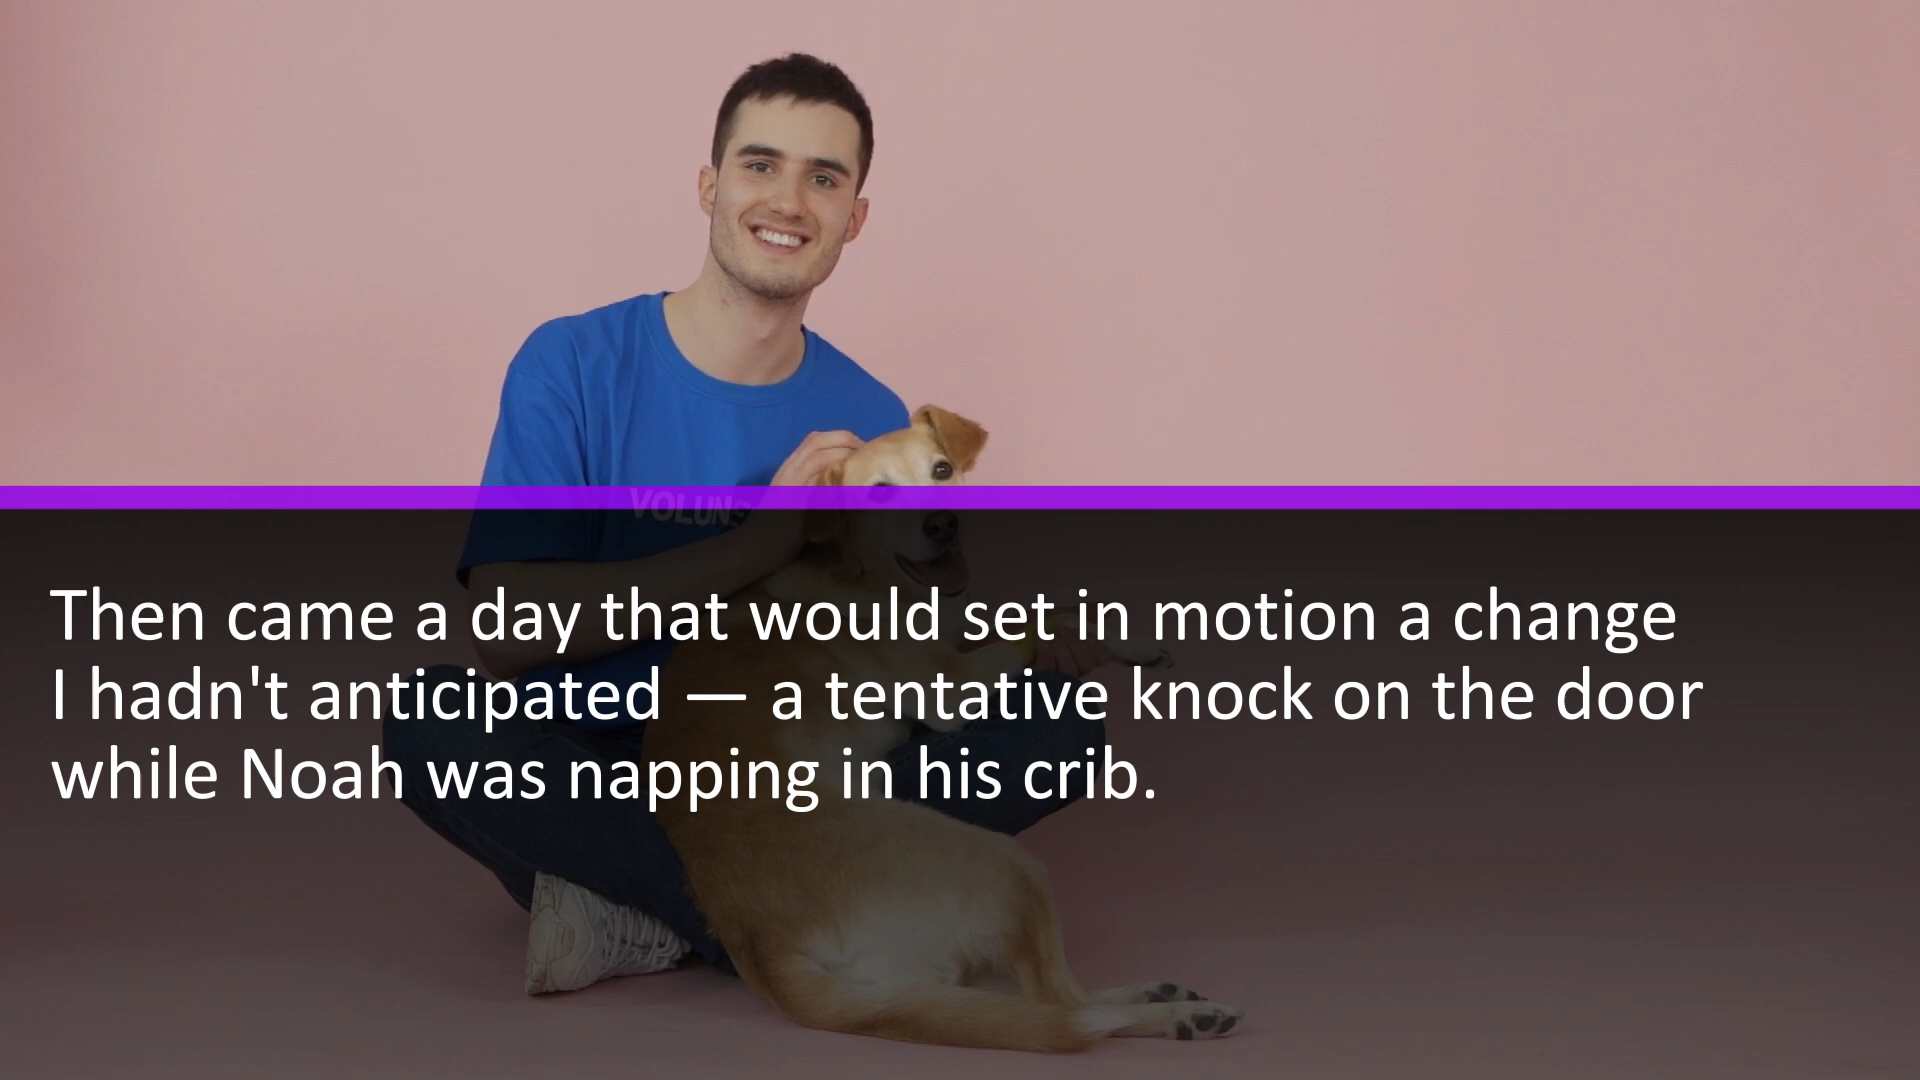 VOLUN
Then came a day that would set in motion a change
I hadn't anticipated — a tentative knock on the door
while Noah was napping in his crib.